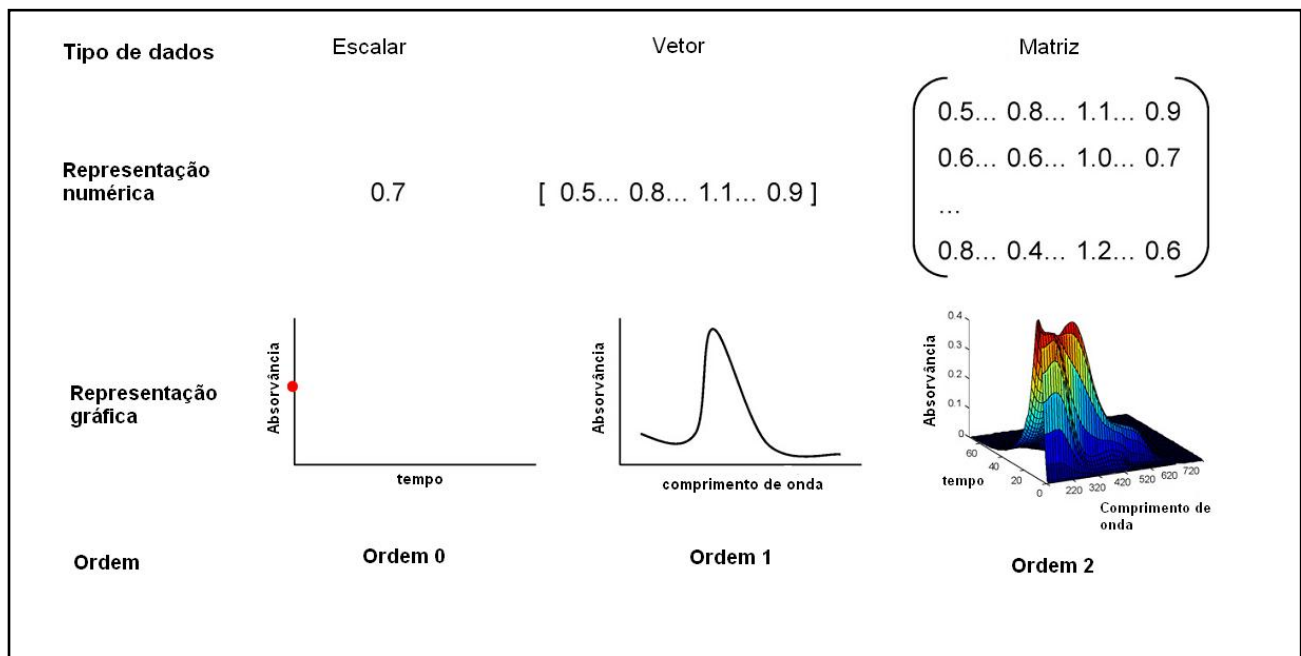 Tipo de dados Escalar Vetor Matriz
0.5... 0.8... 1.1... 0.9
0.6... 0.6... 1.0... 0.7
...
0.8... 0.4... 1.2... 0.6
Representação
numérica
0.7
[ 0.5... 0.8... 1.1... 0.9 ]
Representação
gráfica
Absorvância
tempo
Absorvância
comprimento de onda
Absorvância
0.4
0.3
0.2
0.1
0
60
40
20
0
tempo
220 320 420 520 620 720
Comprimento de
onda
Ordem Ordem 0 Ordem 1 Ordem 2